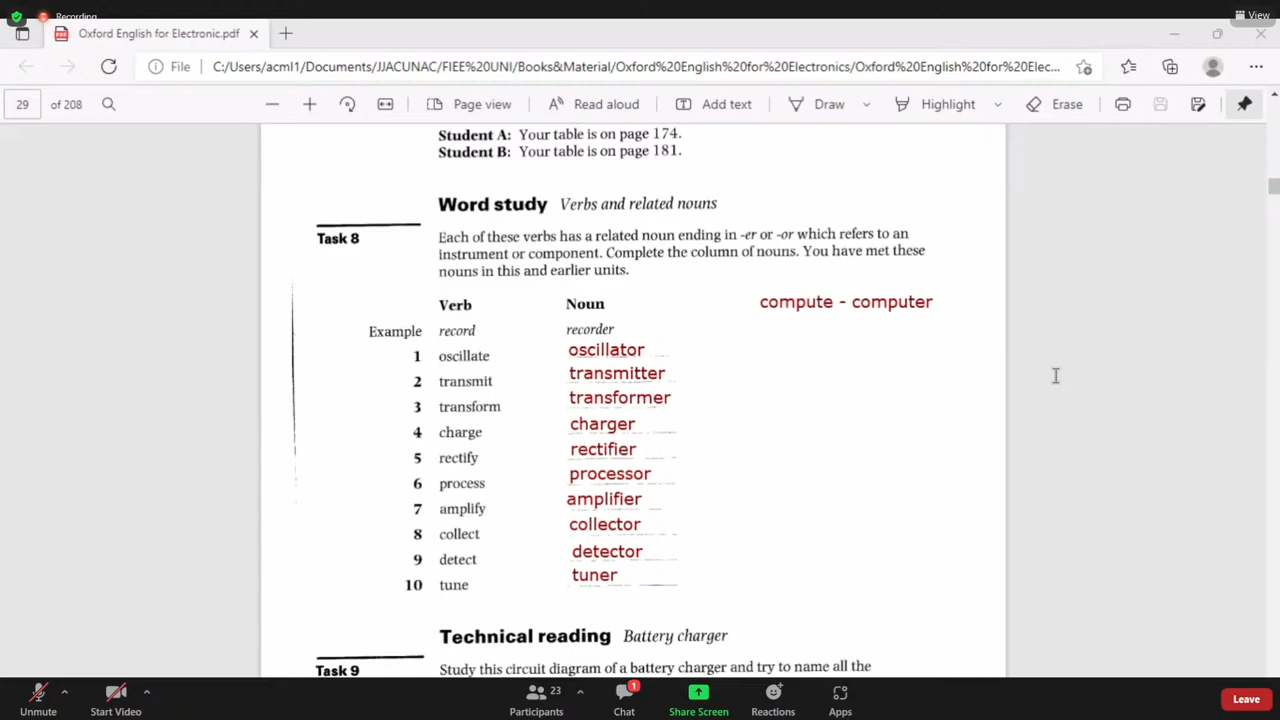 Recording
View
Oxford English for Electronic.pdf
File C:/Users/acml1/Documents/JJACUNAC/FIEE%20UNI/Books&Material/Oxford%20English%20for%20Electronics/Oxford%20English%20for%20Elec...
29 of 208 Page view Read aloud Add text Draw Highlight Erase
Student A: Your table is on page 174.
Student B: Your table is on page 181.
Word study Verbs and related nouns
Task 8
Each of these verbs has a related noun ending in -er or -or which refers to an
instrument or component. Complete the column of nouns. You have met these
nouns in this and earlier units.
Verb Noun compute - computer
Example record recorder
1 oscillate oscillator
2 transmit transmitter
3 transform transformer
4 charge charger
5 rectify rectifier
6 process processor
7 amplify amplifier
8 collect collector
9 detect detector
10 tune tuner
Technical reading Battery charger
Task 9 Study this circuit diagram of a battery charger and try to name all the
23 1
Unmute Start Video Participants Chat Share Screen Reactions Apps Leave